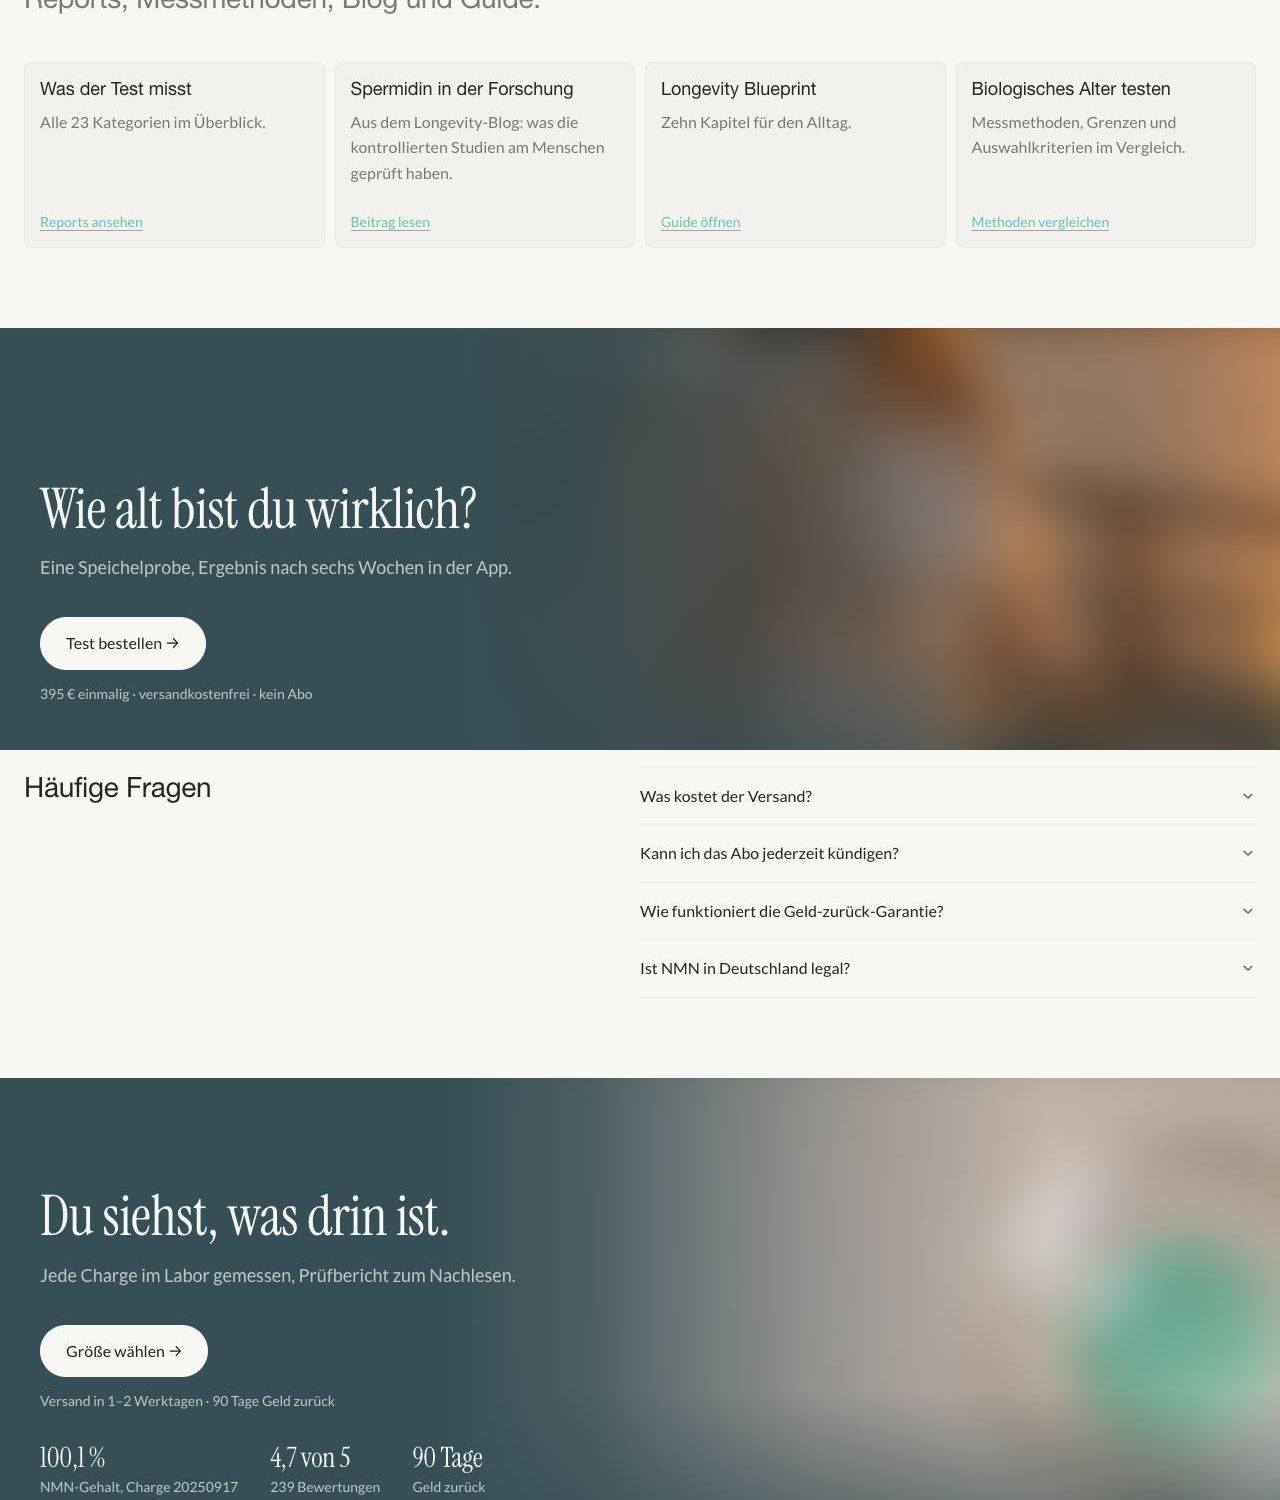 Reports, Messmethoden, Blog und Guide.
Was der Test misst
Alle 23 Kategorien im Überblick.
Reports ansehen
Spermidin in der Forschung
Aus dem Longevity-Blog: was die
kontrollierten Studien am Menschen
geprüft haben.
Beitrag lesen
Longevity Blueprint
Zehn Kapitel für den Alltag.
Guide öffnen
Biologisches Alter testen
Messmethoden, Grenzen und
Auswahlkriterien im Vergleich.
Methoden vergleichen
Wie alt bist du wirklich?
Eine Speichelprobe, Ergebnis nach sechs Wochen in der App.
Test bestellen →
395 € einmalig · versandkostenfrei · kein Abo
Häufige Fragen
Was kostet der Versand?
Kann ich das Abo jederzeit kündigen?
Wie funktioniert die Geld-zurück-Garantie?
Ist NMN in Deutschland legal?
Du siehst, was drin ist.
Jede Charge im Labor gemessen, Prüfbericht zum Nachlesen.
Größe wählen →
Versand in 1–2 Werktagen · 90 Tage Geld zurück
100,1 %
NMN-Gehalt, Charge 20250917
4,7 von 5
239 Bewertungen
90 Tage
Geld zurück